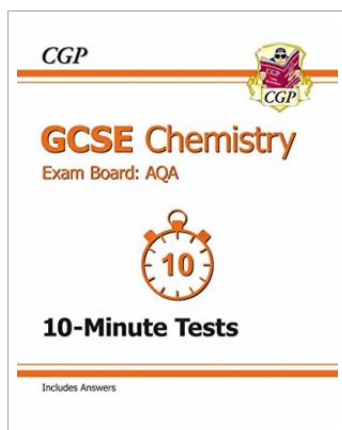 CGP
CGP
GCSE Chemistry
Exam Board: AQA
10
10-Minute Tests
Includes Answers